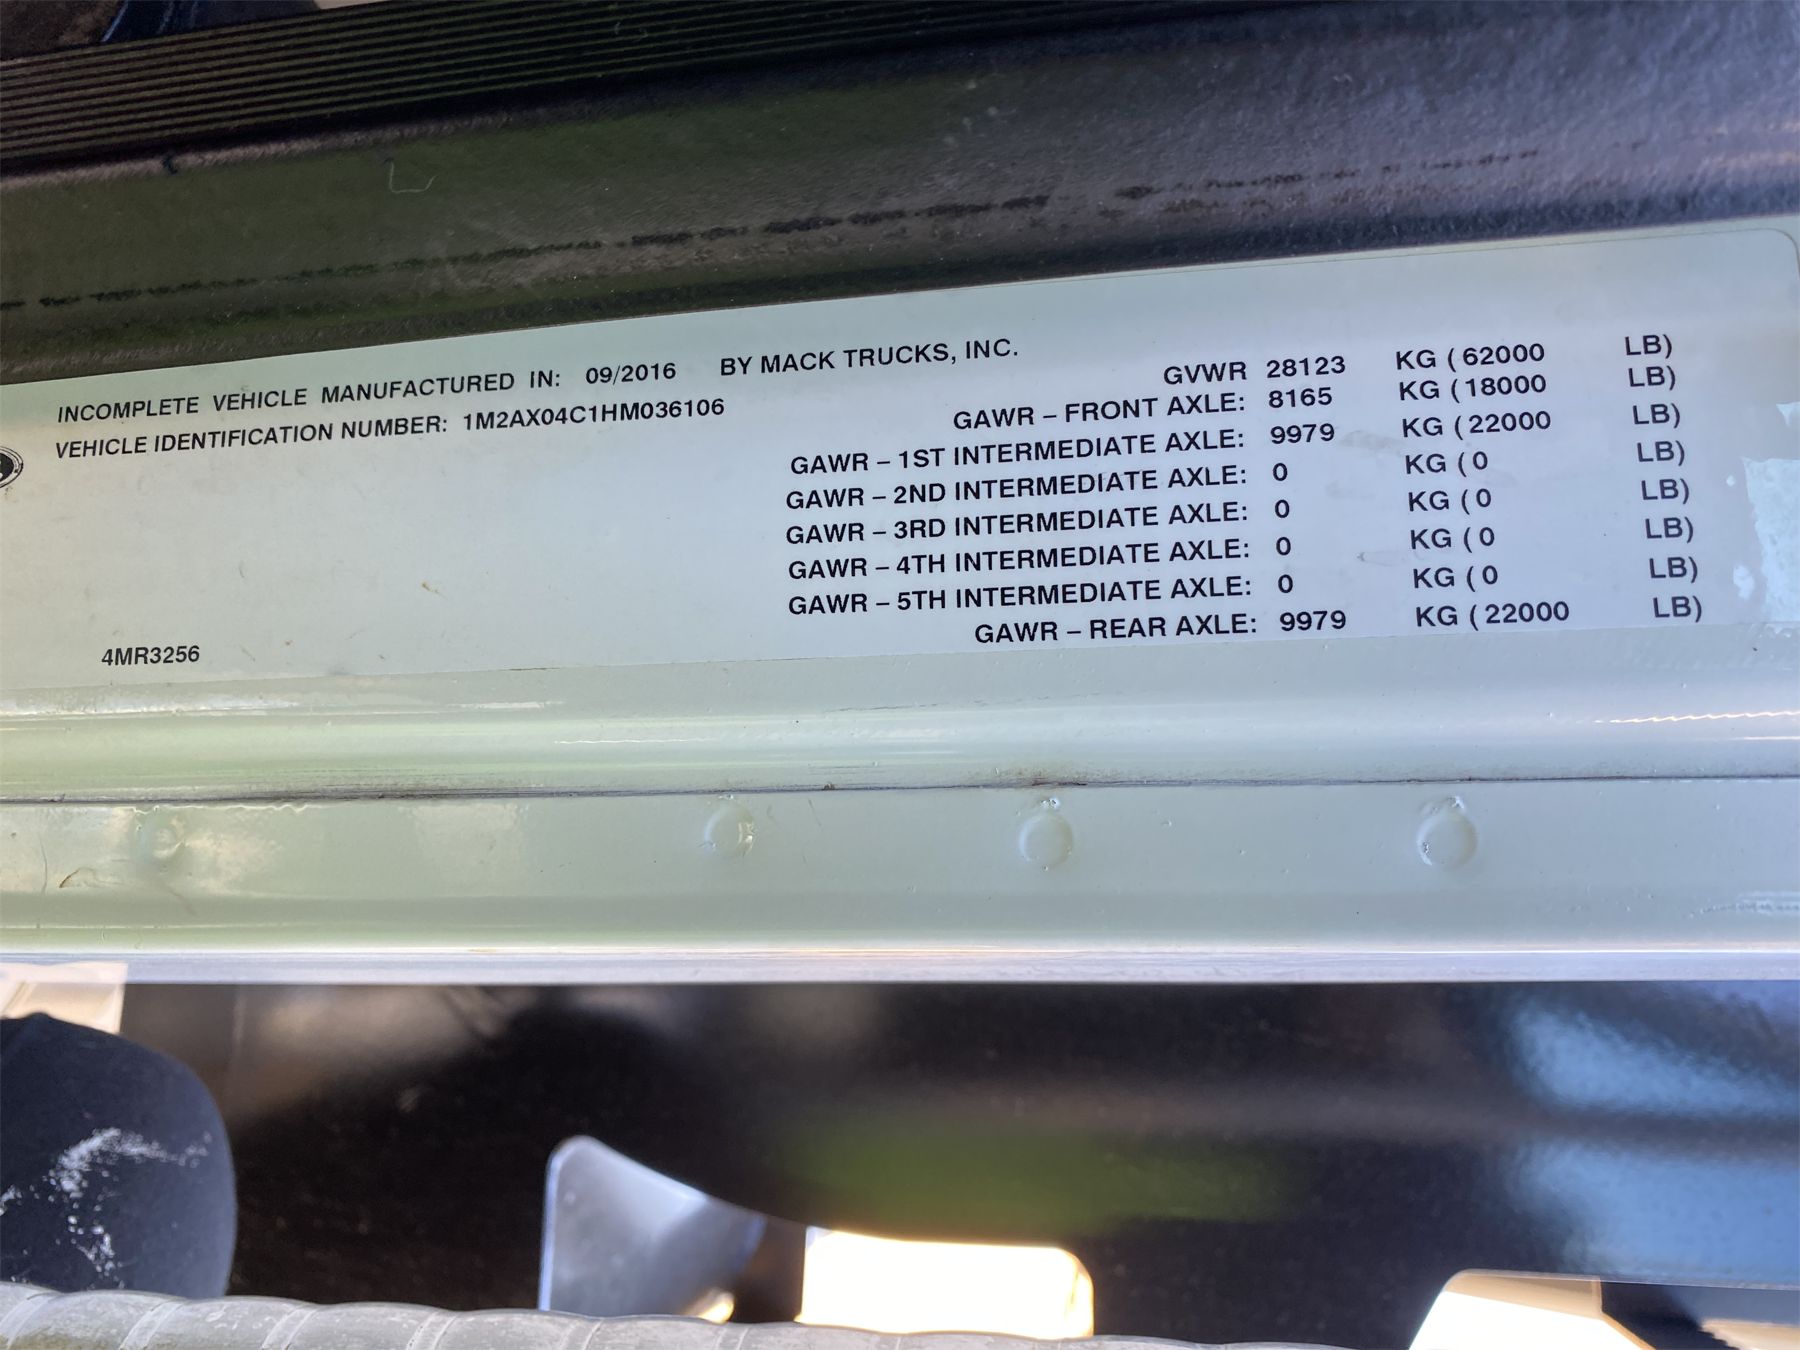 INCOMPLETE VEHICLE MANUFACTURED IN: 09/2016 BY MACK TRUCKS, INC.
VEHICLE IDENTIFICATION NUMBER: 1M2AX04C1HM036106
GVWR 28123 KG (62000 LB)
GAWR – FRONT AXLE: 8165 KG (18000 LB)
GAWR – 1ST INTERMEDIATE AXLE: 9979 KG (22000 LB)
GAWR – 2ND INTERMEDIATE AXLE: 0 KG (0 LB)
GAWR – 3RD INTERMEDIATE AXLE: 0 KG (0 LB)
GAWR – 4TH INTERMEDIATE AXLE: 0 KG (0 LB)
GAWR – 5TH INTERMEDIATE AXLE: 0 KG (0 LB)
GAWR – REAR AXLE: 9979 KG (22000 LB)
4MR3256